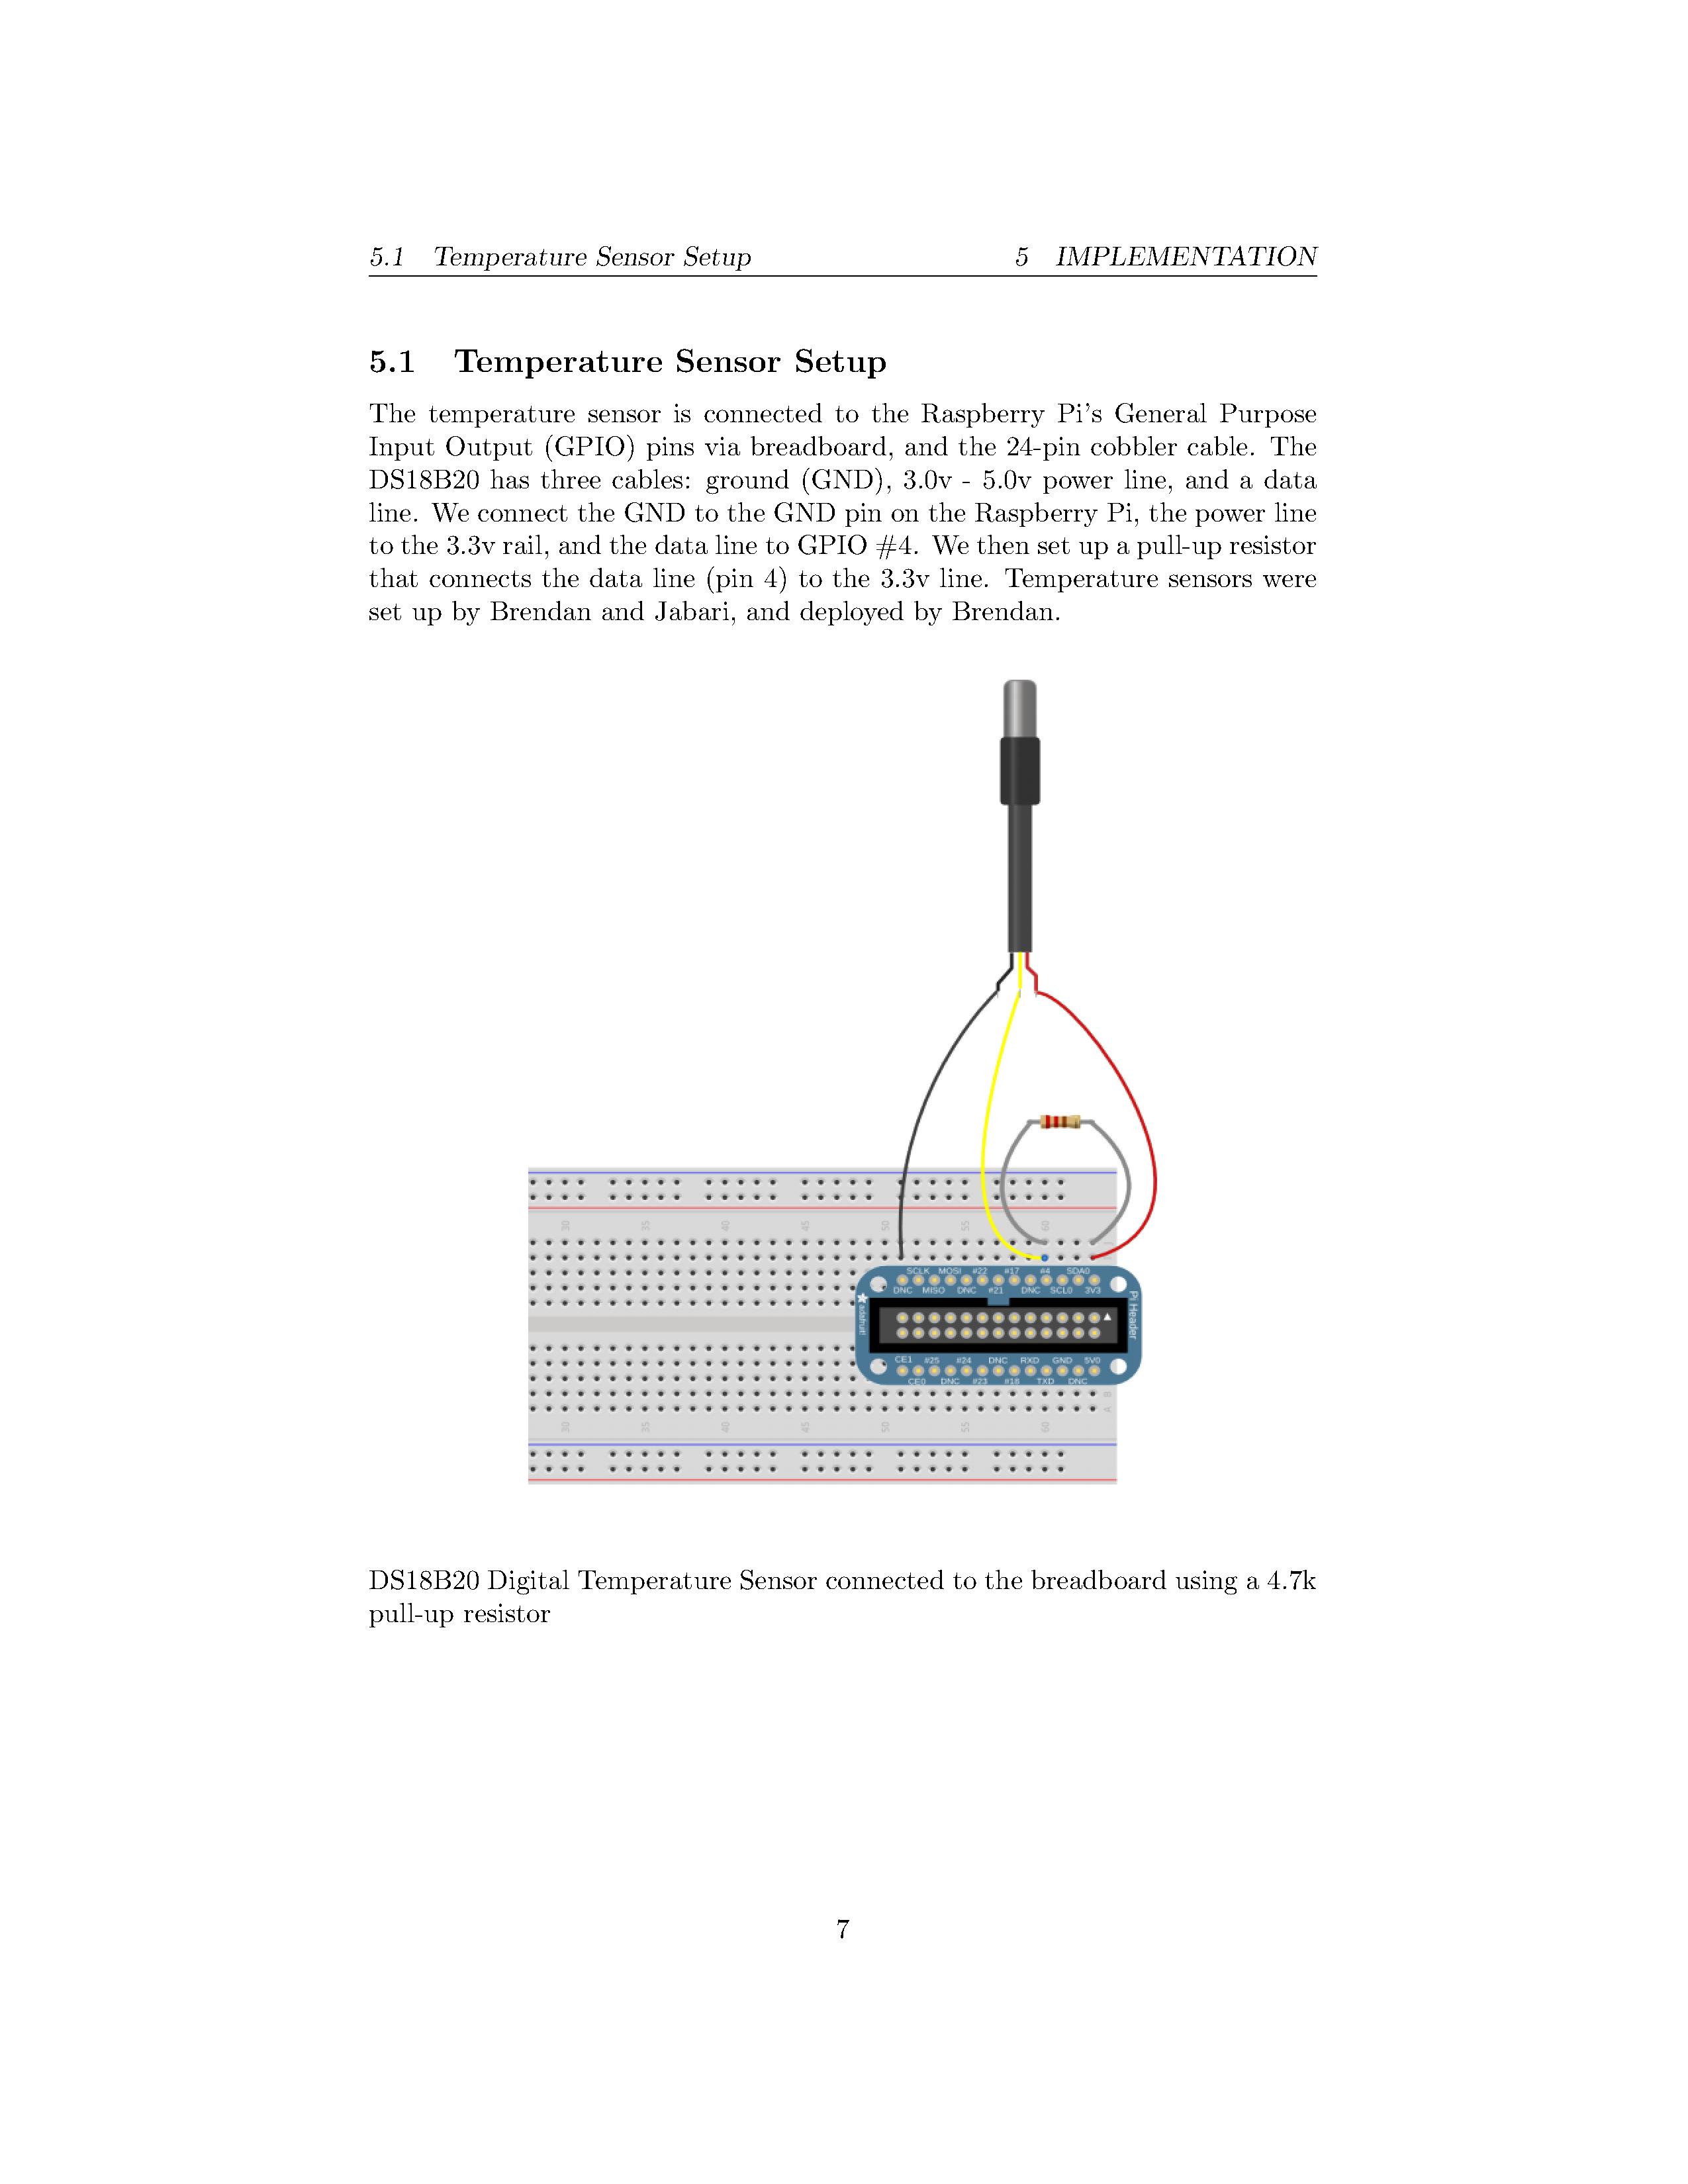 5.1 Temperature Sensor Setup 5 IMPLEMENTATION
5.1 Temperature Sensor Setup
The temperature sensor is connected to the Raspberry Pi's General Purpose
Input Output (GPIO) pins via breadboard, and the 24-pin cobbler cable. The
DS18B20 has three cables: ground (GND), 3.0v - 5.0v power line, and a data
line. We connect the GND to the GND pin on the Raspberry Pi, the power line
to the 3.3v rail, and the data line to GPIO #4. We then set up a pull-up resistor
that connects the data line (pin 4) to the 3.3v line. Temperature sensors were
set up by Brendan and Jabari, and deployed by Brendan.
30 35 40 45 50 55 60
SCLK MOSI #22 #17 #4 SDA0
DNC MISO DNC #21 DNC SCL0 3V3
adafruit!
Pi Header
CE1 #25 #24 DNC RXD GND 5V0
CE0 DNC #23 #18 TXD DNC
B
A
30 35 40 45 50 55 60
DS18B20 Digital Temperature Sensor connected to the breadboard using a 4.7k
pull-up resistor
7